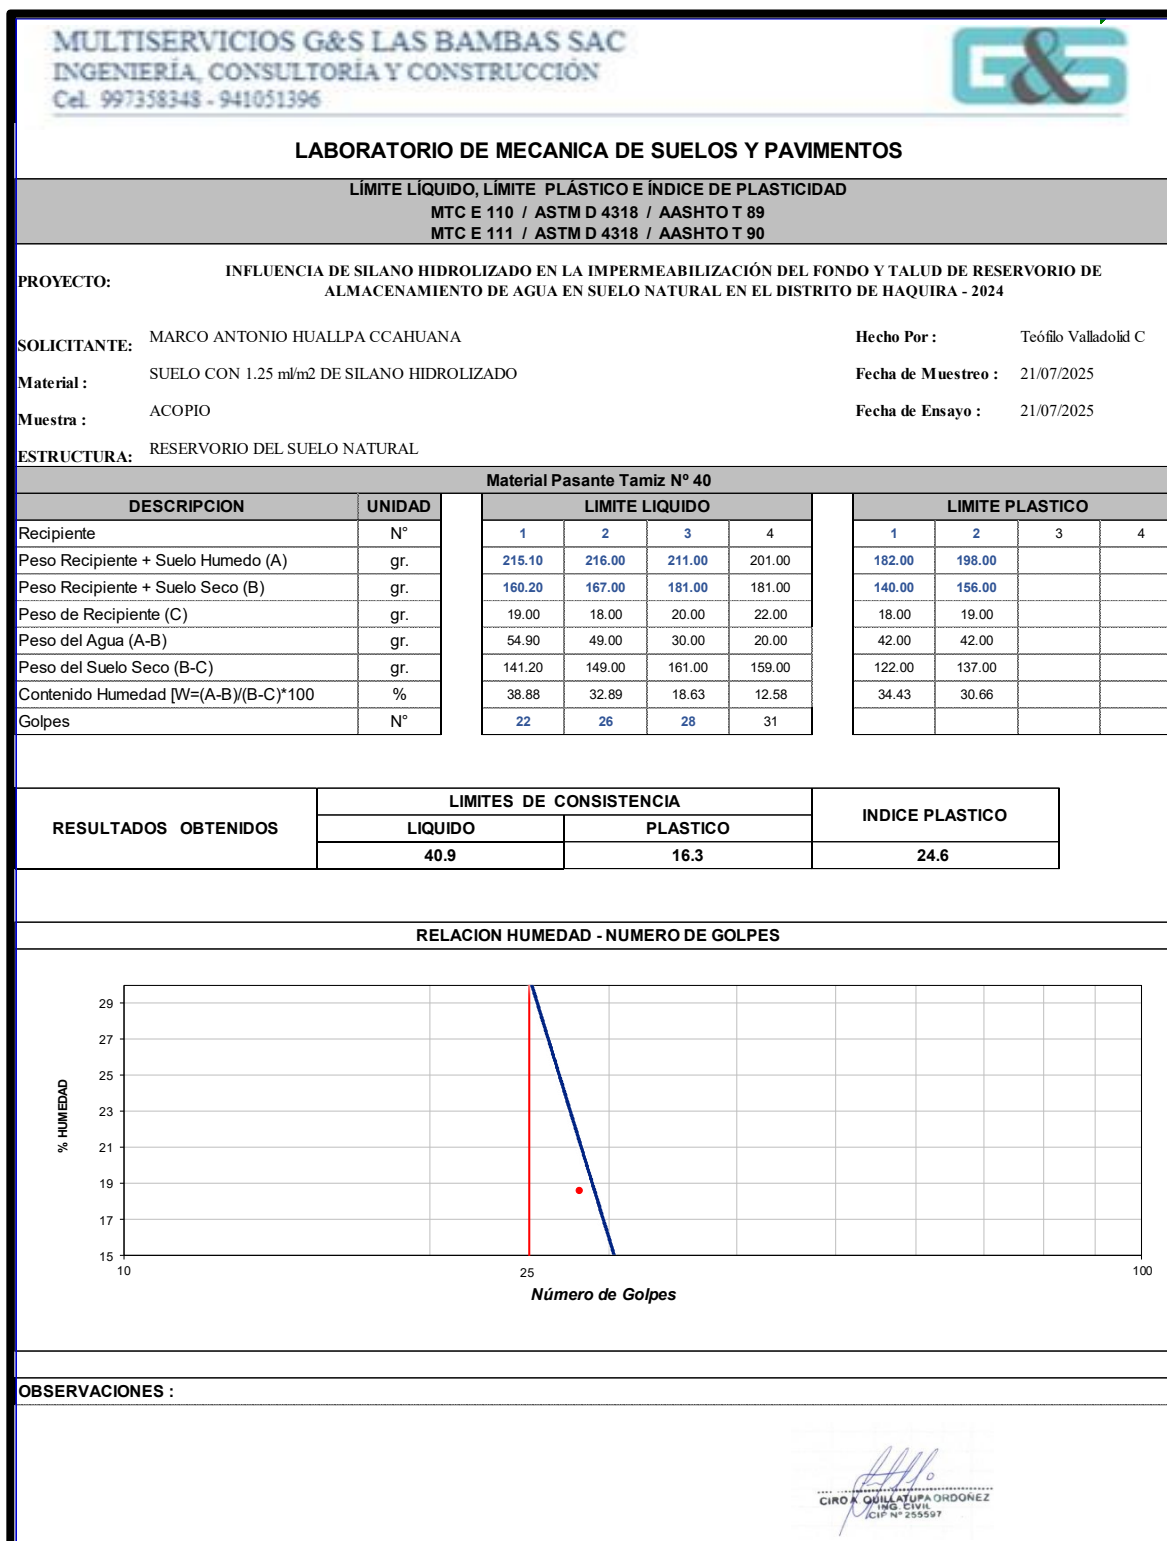 MULTISERVICIOS G&S LAS BAMBAS SAC
INGENIERÍA, CONSULTORÍA Y CONSTRUCCIÓN
Cel. 997358348 - 941051396
G&S
LABORATORIO DE MECANICA DE SUELOS Y PAVIMENTOS
LÍMITE LÍQUIDO, LÍMITE PLÁSTICO E ÍNDICE DE PLASTICIDAD
MTC E 110 / ASTM D 4318 / AASHTO T 89
MTC E 111 / ASTM D 4318 / AASHTO T 90
PROYECTO: INFLUENCIA DE SILANO HIDROLIZADO EN LA IMPERMEABILIZACIÓN DEL FONDO Y TALUD DE RESERVORIO DE
ALMACENAMIENTO DE AGUA EN SUELO NATURAL EN EL DISTRITO DE HAQUIRA - 2024
SOLICITANTE: MARCO ANTONIO HUALLPA CCAHUANA Hecho Por : Teófilo Valladolid C
Material : SUELO CON 1.25 ml/m2 DE SILANO HIDROLIZADO Fecha de Muestreo : 21/07/2025
Muestra : ACOPIO Fecha de Ensayo : 21/07/2025
ESTRUCTURA: RESERVORIO DEL SUELO NATURAL
Material Pasante Tamiz Nº 40
DESCRIPCION UNIDAD LIMITE LIQUIDO LIMITE PLASTICO
Recipiente N° 1 2 3 4 1 2 3 4
Peso Recipiente + Suelo Humedo (A) gr. 215.10 216.00 211.00 201.00 182.00 198.00
Peso Recipiente + Suelo Seco (B) gr. 160.20 167.00 181.00 181.00 140.00 156.00
Peso de Recipiente (C) gr. 19.00 18.00 20.00 22.00 18.00 19.00
Peso del Agua (A-B) gr. 54.90 49.00 30.00 20.00 42.00 42.00
Peso del Suelo Seco (B-C) gr. 141.20 149.00 161.00 159.00 122.00 137.00
Contenido Humedad [W=(A-B)/(B-C)*100 % 38.88 32.89 18.63 12.58 34.43 30.66
Golpes N° 22 26 28 31
RESULTADOS OBTENIDOS LIMITES DE CONSISTENCIA INDICE PLASTICO
LIQUIDO PLASTICO
40.9 16.3 24.6
RELACION HUMEDAD - NUMERO DE GOLPES
% HUMEDAD
29
27
25
23
21
19
17
15
10 25 100
Número de Golpes
OBSERVACIONES :
CIRO A. QUILLATUPA ORDOÑEZ
ING. CIVIL
CIP N° 255597